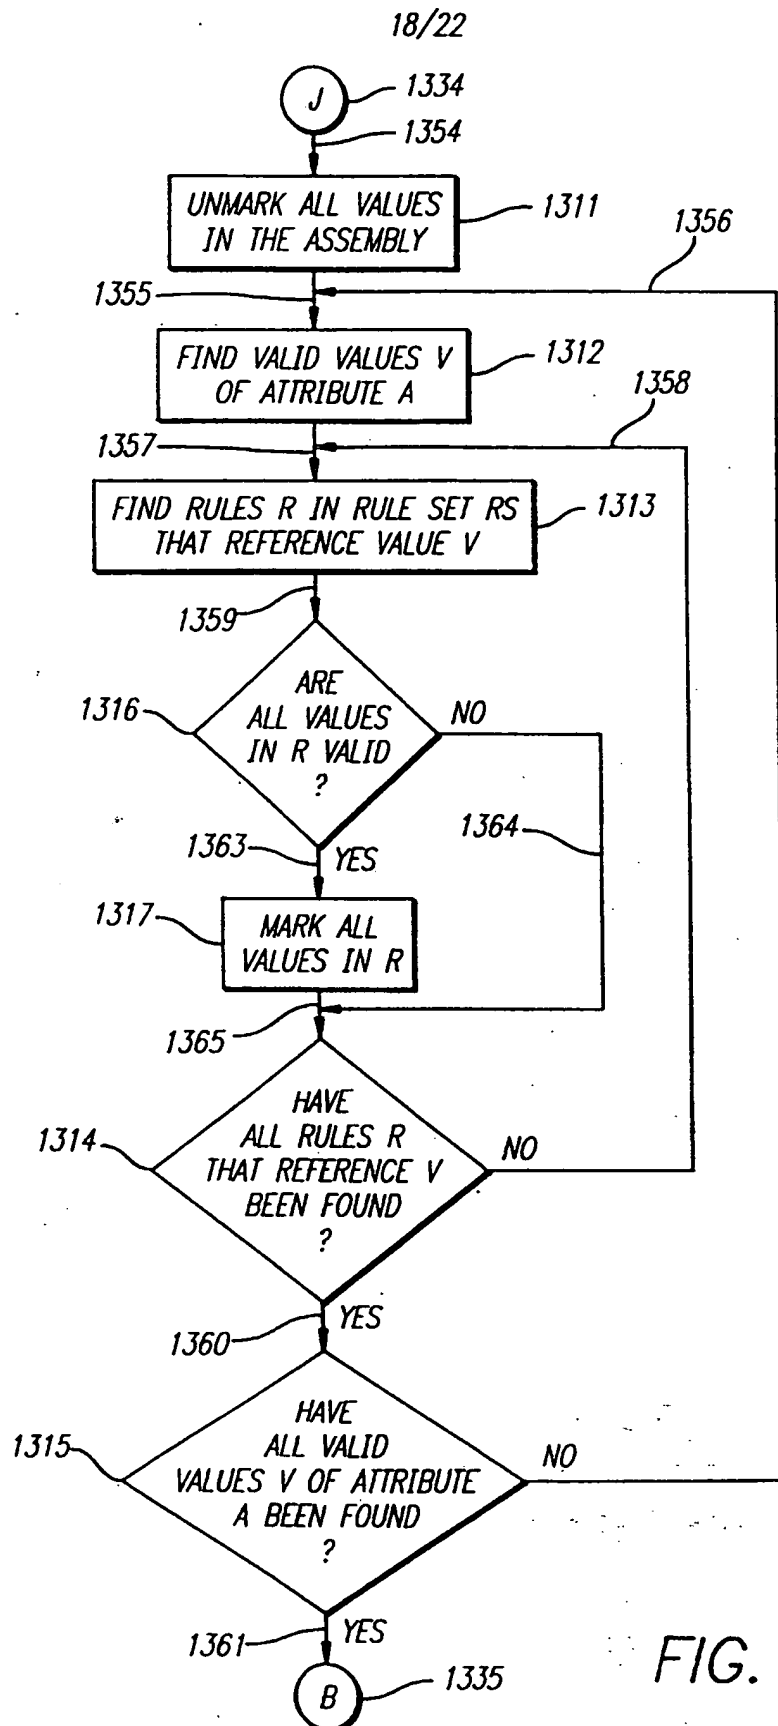 18/22
J
1334
1354
UNMARK ALL VALUES
IN THE ASSEMBLY
1311
1356
1355
FIND VALID VALUES V
OF ATTRIBUTE A
1312
1358
1357
FIND RULES R IN RULE SET RS
THAT REFERENCE VALUE V
1313
1359
ARE
ALL VALUES
IN R VALID
?
1316
NO
1364
1363
YES
1317
MARK ALL
VALUES IN R
1365
HAVE
ALL RULES R
THAT REFERENCE V
BEEN FOUND
?
1314
NO
1360
YES
HAVE
ALL VALID
VALUES V OF ATTRIBUTE
A BEEN FOUND
?
1315
NO
1361
YES
B
1335
FIG.